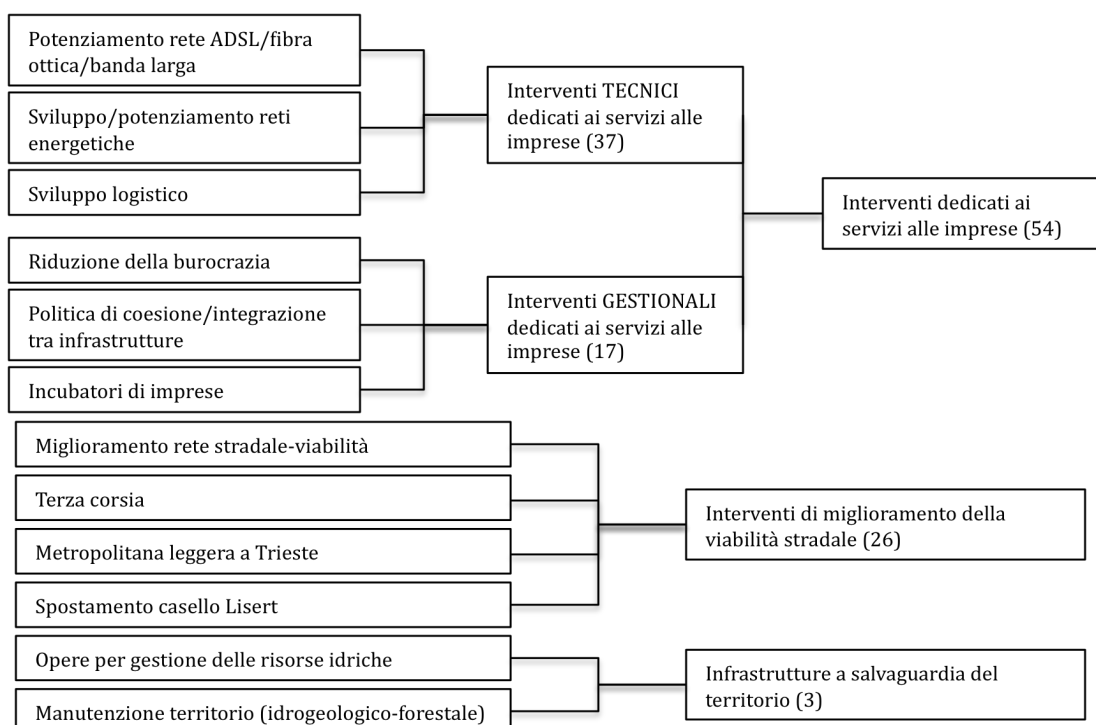 Potenziamento rete ADSL/fibra
ottica/banda larga
Sviluppo/potenziamento reti
energetiche
Sviluppo logistico
Interventi TECNICI
dedicati ai servizi alle
imprese (37)
Riduzione della burocrazia
Politica di coesione/integrazione
tra infrastrutture
Incubatori di imprese
Interventi GESTIONALI
dedicati ai servizi alle
imprese (17)
Interventi dedicati ai
servizi alle imprese (54)
Miglioramento rete stradale-viabilità
Terza corsia
Metropolitana leggera a Trieste
Spostamento casello Lisert
Interventi di miglioramento della
viabilità stradale (26)
Opere per gestione delle risorse idriche
Manutenzione territorio (idrogeologico-forestale)
Infrastrutture a salvaguardia del
territorio (3)